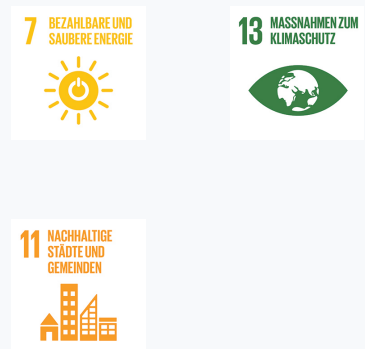 7 BEZAHLBARE UND
SAUBERE ENERGIE
13 MASSNAHMEN ZUM
KLIMASCHUTZ
11 NACHHALTIGE
STÄDTE UND
GEMEINDEN